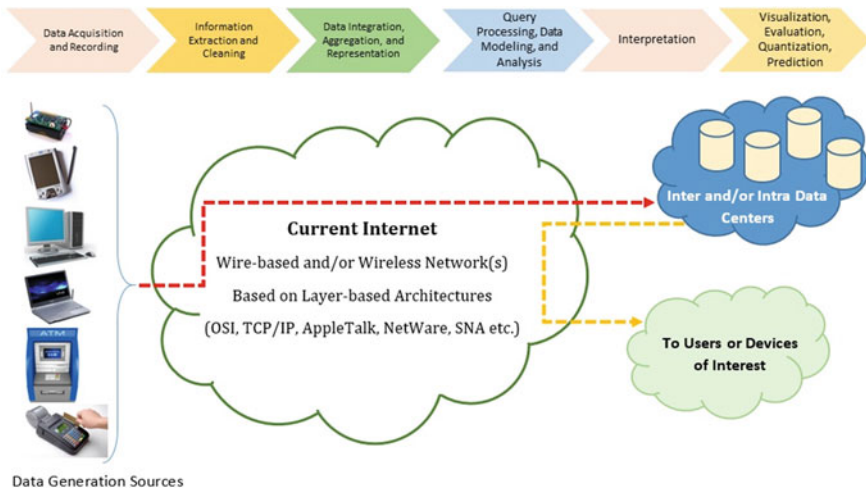 Data Acquisition
and Recording
Information
Extraction and
Cleaning
Data Integration,
Aggregation, and
Representation
Query
Processing, Data
Modeling, and
Analysis
Interpretation
Visualization,
Evaluation,
Quantization,
Prediction
ATM
Current Internet
Wire-based and/or Wireless Network(s)
Based on Layer-based Architectures
(OSI, TCP/IP, AppleTalk, NetWare, SNA etc.)
Inter and/or Intra Data
Centers
To Users or Devices
of Interest
Data Generation Sources